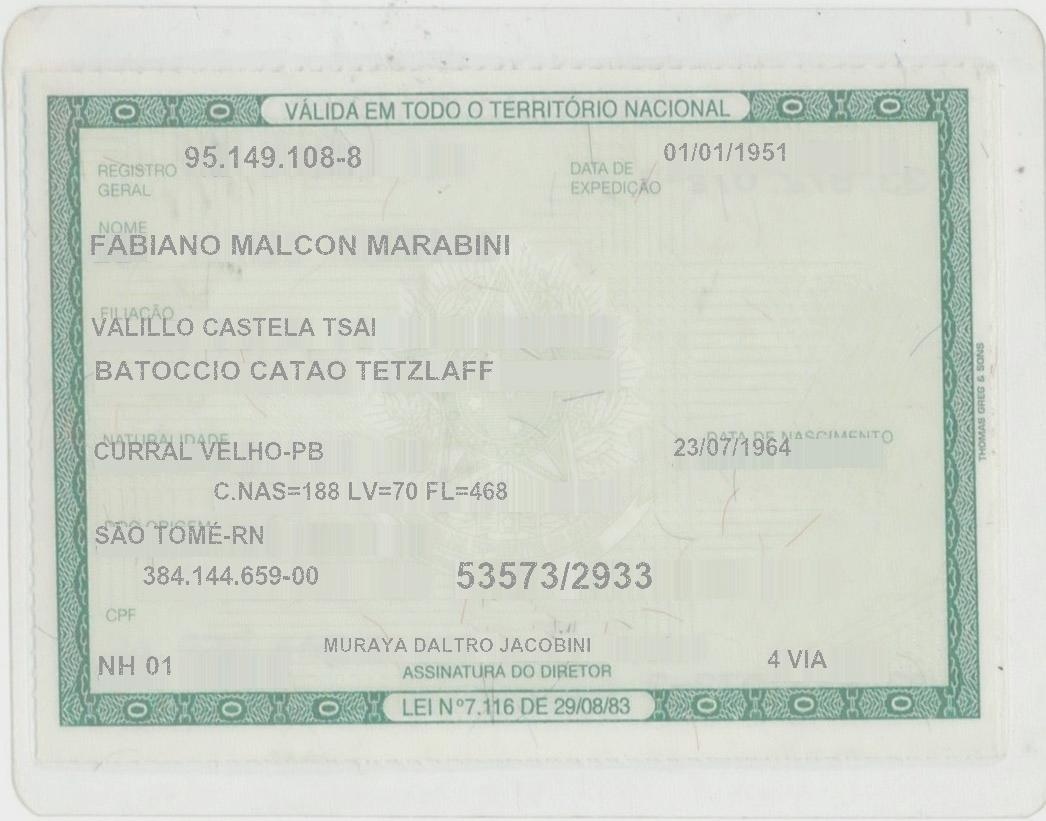 VÁLIDA EM TODO O TERRITÓRIO NACIONAL
REGISTRO GERAL 95.149.108-8
DATA DE EXPEDIÇÃO 01/01/1951
NOME
FABIANO MALCON MARABINI
FILIAÇÃO
VALILLO CASTELA TSAI
BATOCCIO CATAO TETZLAFF
NATURALIDADE
DATA DE NASCIMENTO
CURRAL VELHO-PB
23/07/1964
C.NAS=188 LV=70 FL=468
DOC ORIGEM
SÃO TOMÉ-RN
384.144.659-00
53573/2933
CPF
MURAYA DALTRO JACOBINI
NH 01
ASSINATURA DO DIRETOR
4 VIA
LEI Nº7.116 DE 29/08/83
THOMAS GREG & SONS